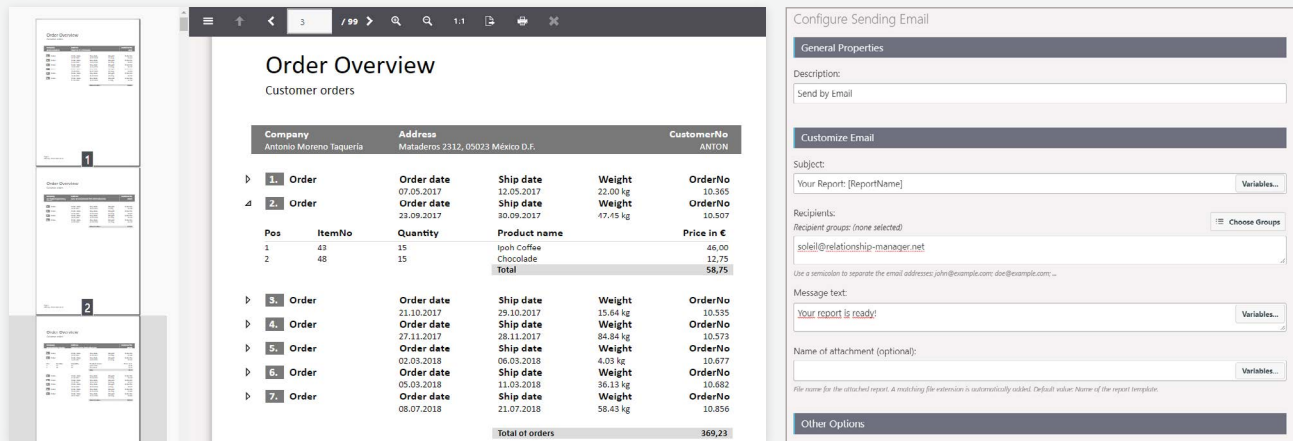 Order Overview
1
Order Overview
2
Order Overview
3 / 99 1:1
Order Overview
Customer orders
Company Address CustomerNo
Antonio Moreno Taquería Mataderos 2312, 05023 México D.F. ANTON
1. Order Order date Ship date Weight OrderNo
07.05.2017 12.05.2017 22.00 kg 10.365
2. Order Order date Ship date Weight OrderNo
23.09.2017 30.09.2017 47.45 kg 10.507
Pos ItemNo Quantity Product name Price in €
1 43 15 Ipoh Coffee 46,00
2 48 15 Chocolade 12,75
Total 58,75
3. Order Order date Ship date Weight OrderNo
21.10.2017 29.10.2017 15.64 kg 10.535
4. Order Order date Ship date Weight OrderNo
27.11.2017 28.11.2017 84.84 kg 10.573
5. Order Order date Ship date Weight OrderNo
02.03.2018 06.03.2018 4.03 kg 10.677
6. Order Order date Ship date Weight OrderNo
05.03.2018 11.03.2018 36.13 kg 10.682
7. Order Order date Ship date Weight OrderNo
08.07.2018 21.07.2018 58.43 kg 10.856
Total of orders 369,23
Configure Sending Email
General Properties
Description:
Send by Email
Customize Email
Subject:
Your Report: [ReportName] Variables...
Recipients:
Recipient groups: (none selected) Choose Groups
soleil@relationship-manager.net
Use a semicolon to separate the email addresses: john@example.com; doe@example.com; ...
Message text:
Your report is ready! Variables...
Name of attachment (optional):
Variables...
File name for the attached report. A matching file extension is automatically added. Default value: Name of the report template.
Other Options